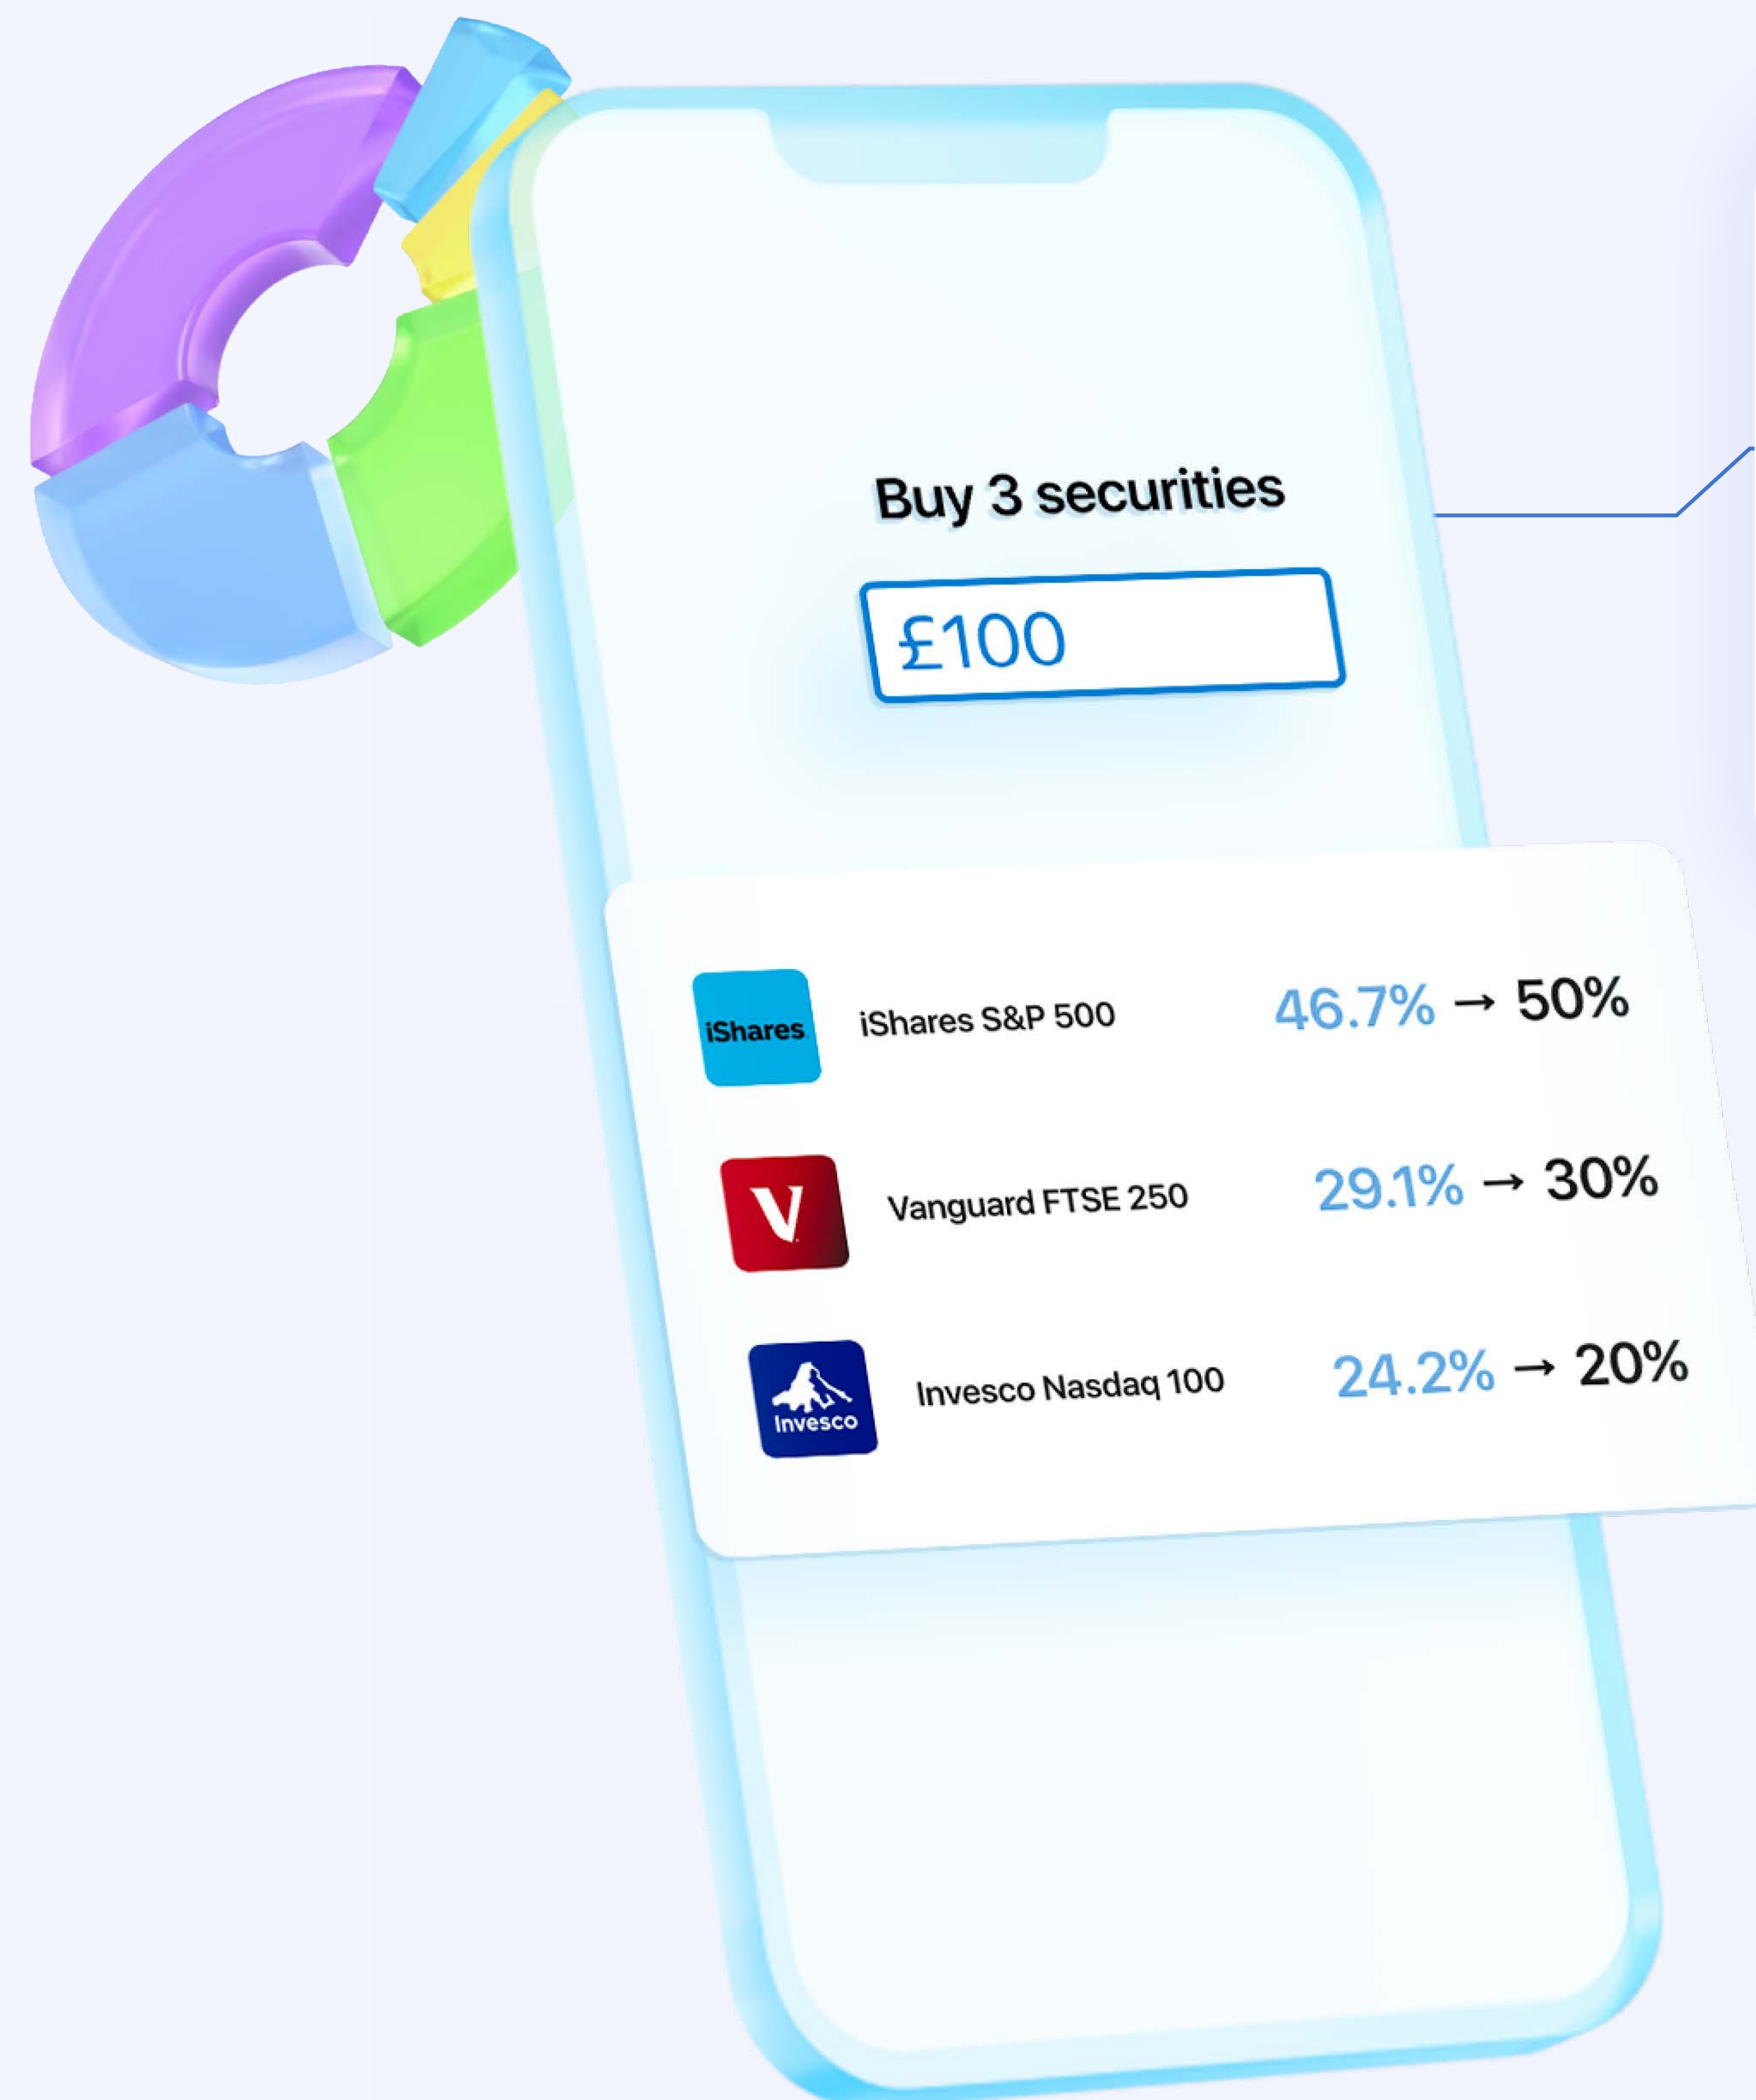 Buy 3 securities
£100
iShares iShares S&P 500 46.7% → 50%
V Vanguard FTSE 250 29.1% → 30%
Invesco Invesco Nasdaq 100 24.2% → 20%